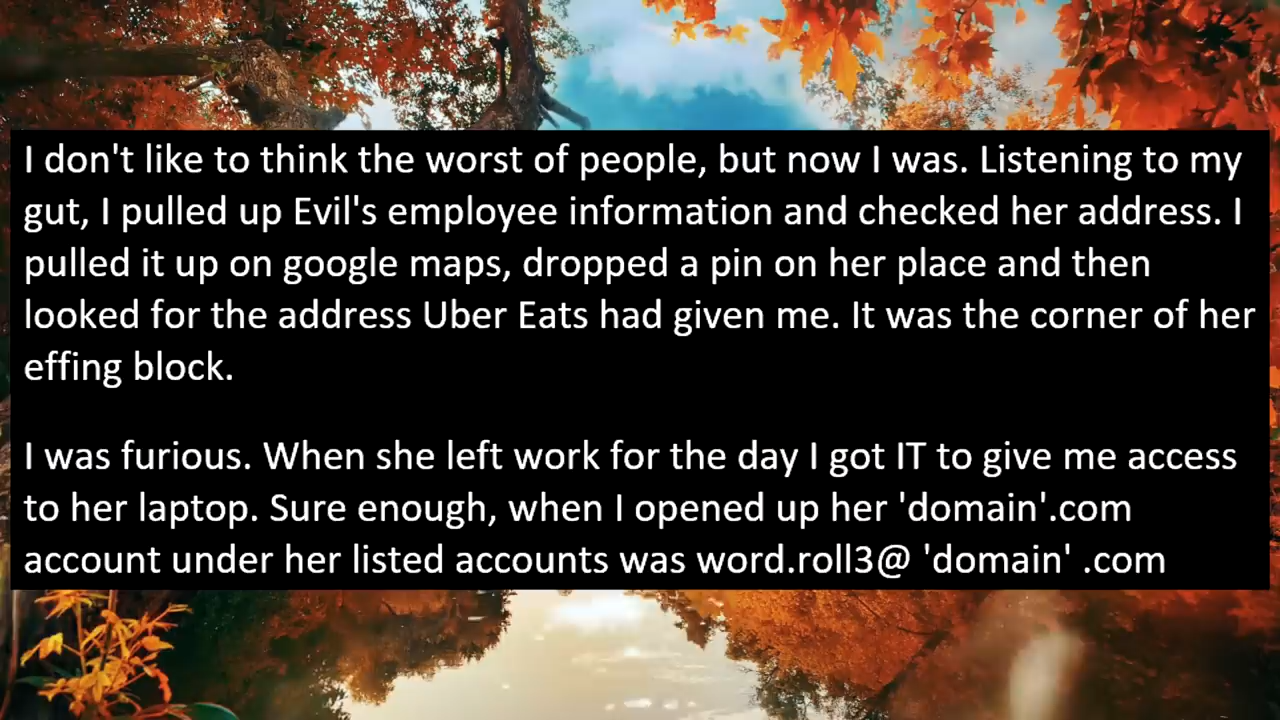 I don't like to think the worst of people, but now I was. Listening to my
gut, I pulled up Evil's employee information and checked her address. I
pulled it up on google maps, dropped a pin on her place and then
looked for the address Uber Eats had given me. It was the corner of her
effing block.
I was furious. When she left work for the day I got IT to give me access
to her laptop. Sure enough, when I opened up her 'domain'.com
account under her listed accounts was word.roll3@ 'domain' .com